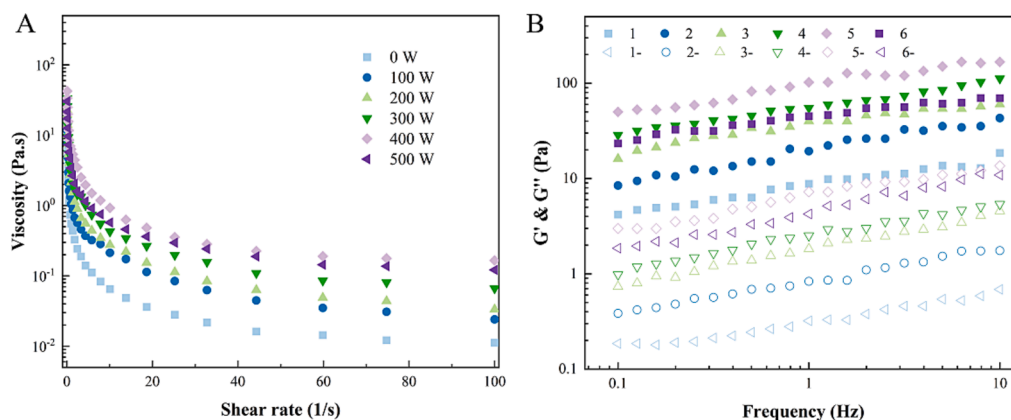 A
Viscosity (Pa.s)
10²
10¹
10⁰
10⁻¹
10⁻²
0 W
100 W
200 W
300 W
400 W
500 W
0 20 40 60 80 100
Shear rate (1/s)
B
G' & G'' (Pa)
100
10
1
0.1
1 2 3 4 5 6
1- 2- 3- 4- 5- 6-
0.1 1 10
Frequency (Hz)